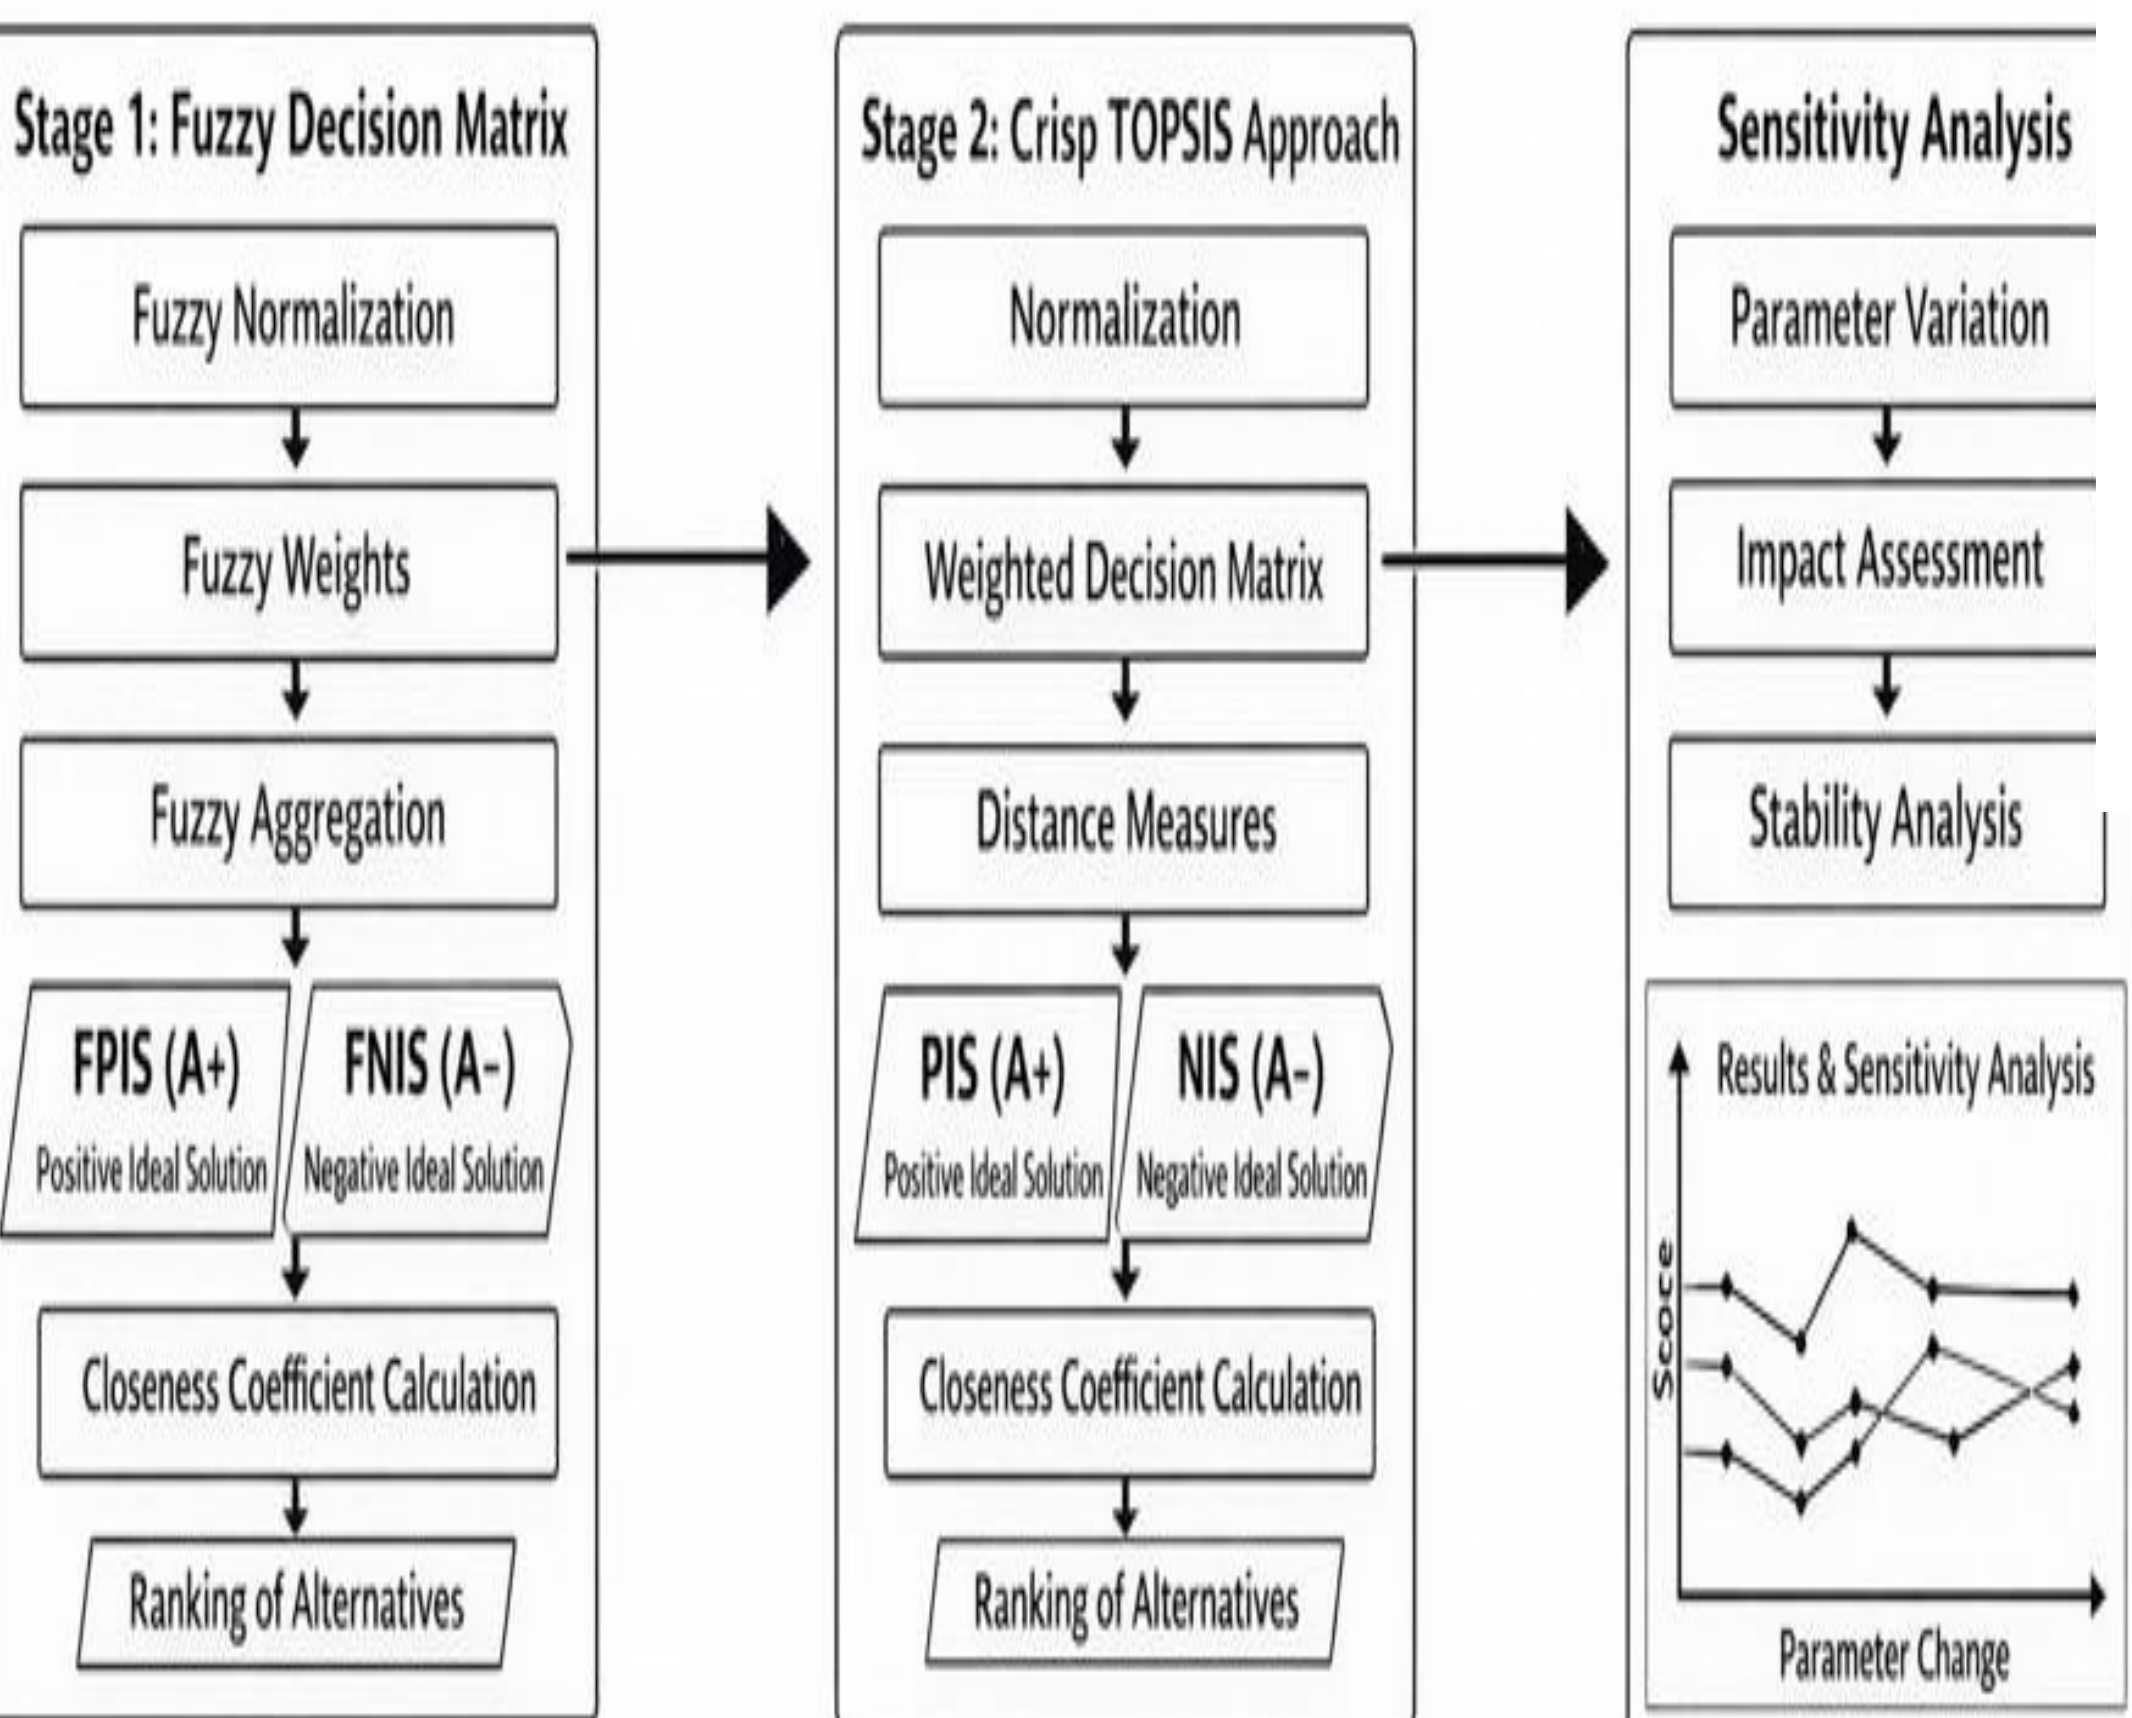 Stage 1: Fuzzy Decision Matrix
Fuzzy Normalization
Fuzzy Weights
Fuzzy Aggregation
FPIS (A+)
Positive Ideal Solution
FNIS (A−)
Negative Ideal Solution
Closeness Coefficient Calculation
Ranking of Alternatives
Stage 2: Crisp TOPSIS Approach
Normalization
Weighted Decision Matrix
Distance Measures
PIS (A+)
Positive Ideal Solution
NIS (A−)
Negative Ideal Solution
Closeness Coefficient Calculation
Ranking of Alternatives
Sensitivity Analysis
Parameter Variation
Impact Assessment
Stability Analysis
Results & Sensitivity Analysis
Scoce
Parameter Change